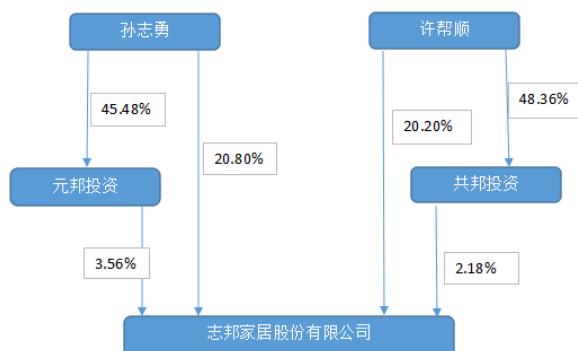 孙志勇
许帮顺
45.48%
48.36%
20.80%
20.20%
元邦投资
共邦投资
3.56%
2.18%
志邦家居股份有限公司